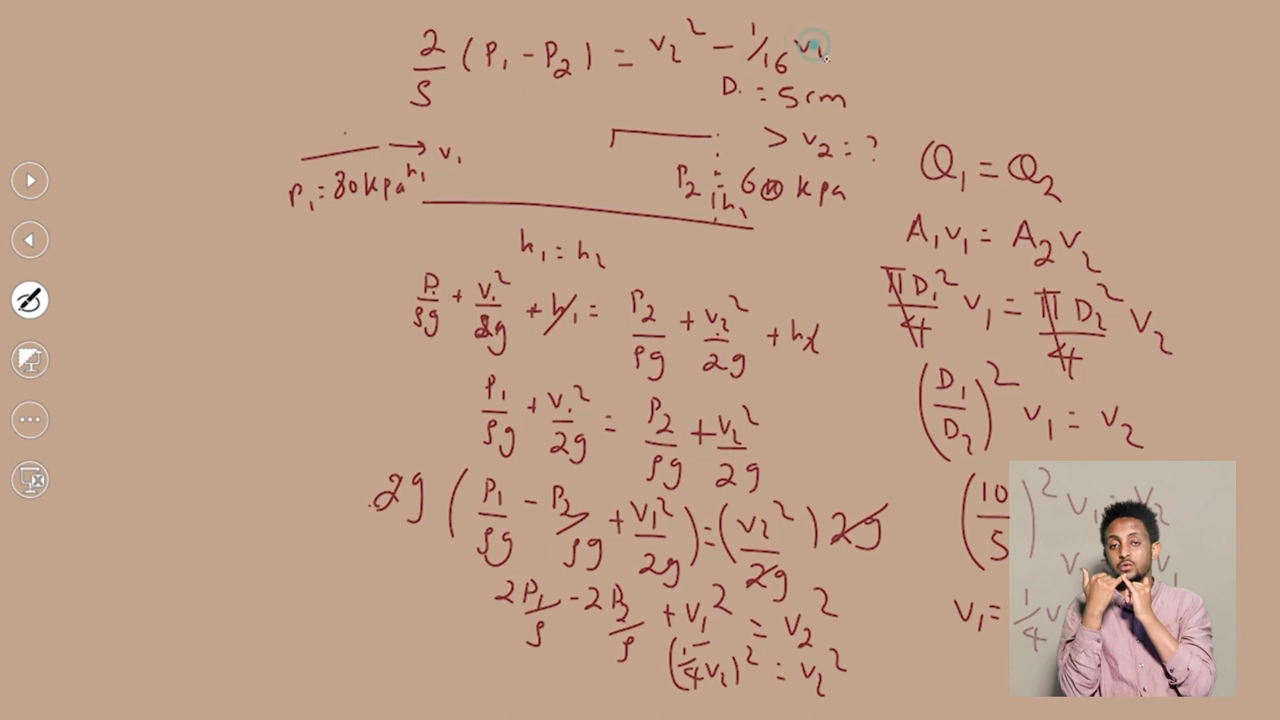 2/ρ (P₁ - P₂) = v₂² - 1/16 v₂
D. = 5cm
→ v₁
> v₂ = ?
P₁ = 80kpa h₁
P₂ = 60 kpa
h₂
h₁ = h₂
P₁/ρg + v₁²/2g + h₁ = P₂/ρg + v₂²/2g + h₂
P₁/ρg + v₁²/2g = P₂/ρg + v₂²/2g
2g (P₁/ρg - P₂/ρg + v₁²/2g) = (v₂²/2g) 2g
2P₁/ρ - 2P₂/ρ + v₁² = v₂²
(1/4 v₂)² = v₂²
Q₁ = Q₂
A₁v₁ = A₂v₂
πD₁²/4 v₁ = πD₂²/4 v₂
(D₁/D₂)² v₁ = v₂
(10/5)² v₁ = v₂
v₁ = 1/4 v